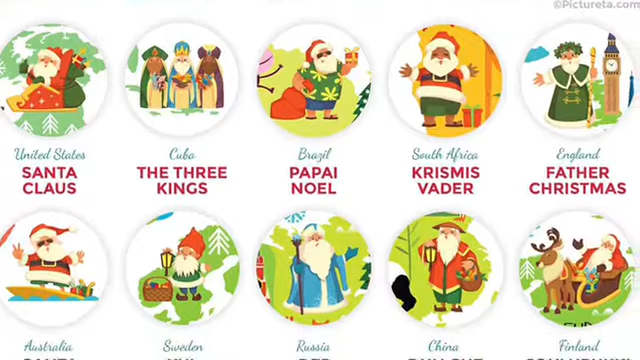 ©Pictureta.com
United States
SANTA
CLAUS
Cuba
THE THREE
KINGS
Brazil
PAPAI
NOEL
South Africa
KRISMIS
VADER
England
FATHER
CHRISTMAS
Australia
Sweden
Russia
China
Finland